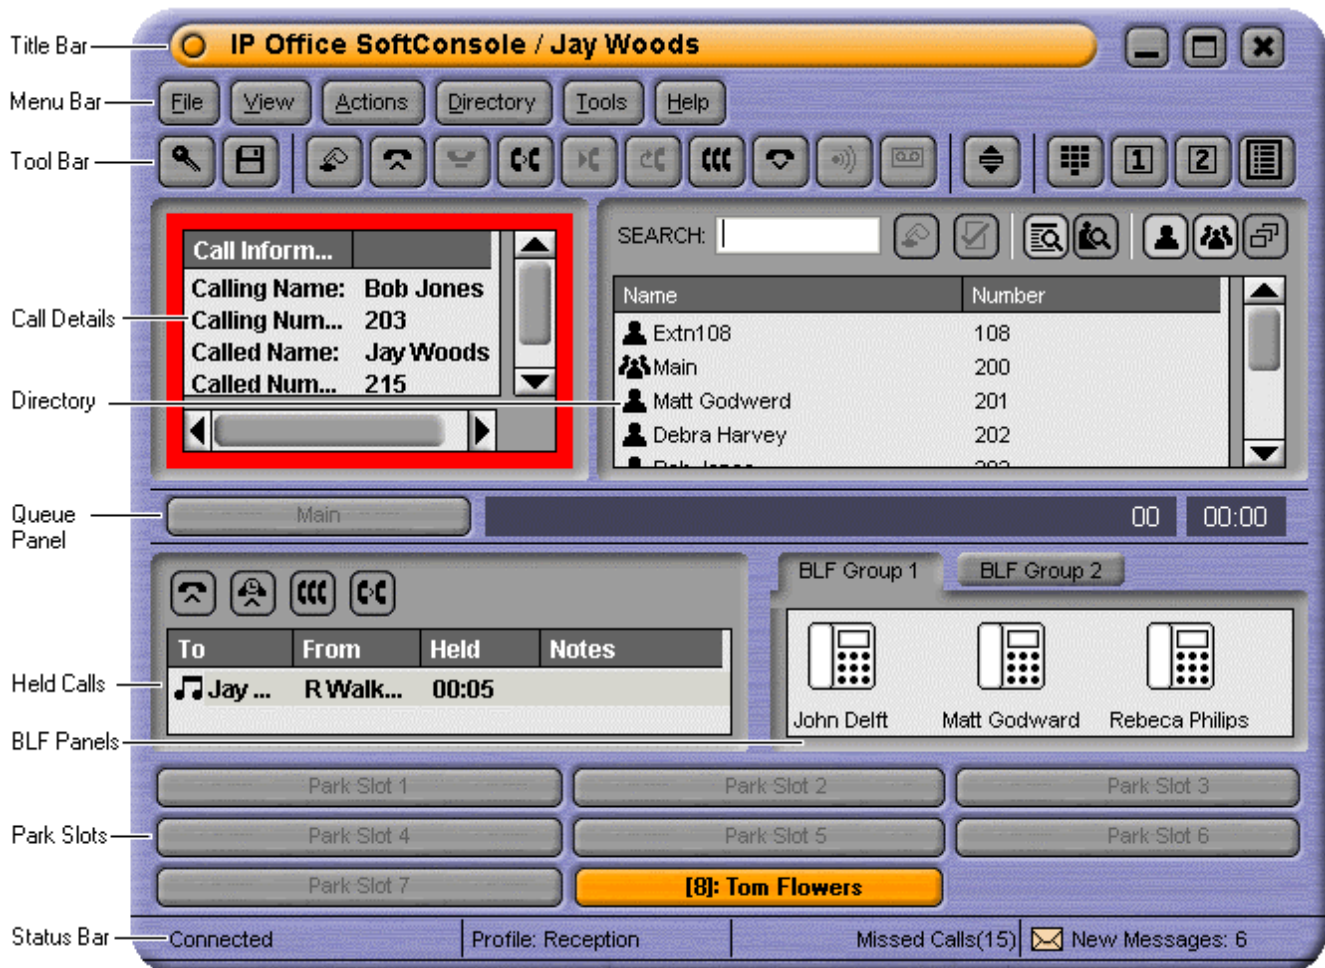 Title Bar
IP Office SoftConsole / Jay Woods
Menu Bar
File View Actions Directory Tools Help
Tool Bar
1 2
Call Details
Call Inform...
Calling Name: Bob Jones
Calling Num... 203
Called Name: Jay Woods
Called Num... 215
SEARCH:
Directory
Name Number
Extn108 108
Main 200
Matt Godwerd 201
Debra Harvey 202
Queue
Panel
Main 00 00:00
Held Calls
To From Held Notes
Jay ... R Walk... 00:05
BLF Panels
BLF Group 1 BLF Group 2
John Delft Matt Godward Rebeca Philips
Park Slots
Park Slot 1 Park Slot 2 Park Slot 3
Park Slot 4 Park Slot 5 Park Slot 6
Park Slot 7 [8]: Tom Flowers
Status Bar
Connected Profile: Reception Missed Calls(15) New Messages: 6